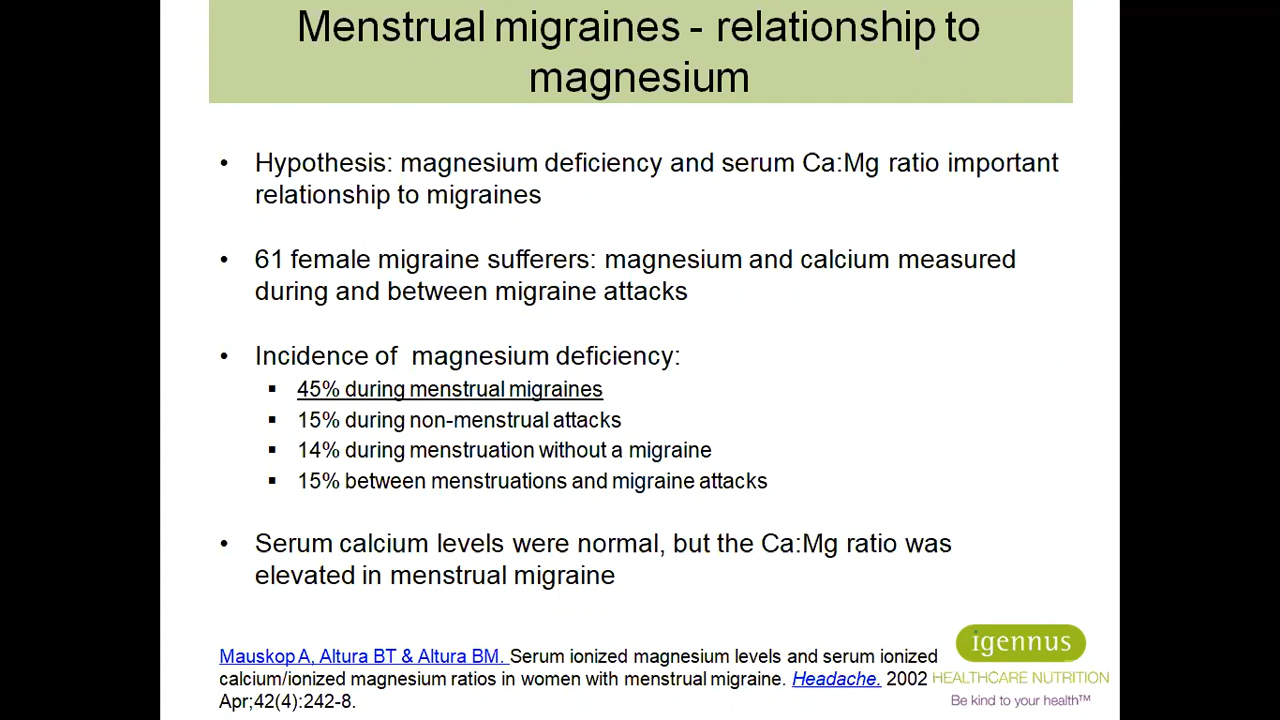 Menstrual migraines - relationship to
magnesium
• Hypothesis: magnesium deficiency and serum Ca:Mg ratio important
relationship to migraines
• 61 female migraine sufferers: magnesium and calcium measured
during and between migraine attacks
• Incidence of magnesium deficiency:
▪ 45% during menstrual migraines
▪ 15% during non-menstrual attacks
▪ 14% during menstruation without a migraine
▪ 15% between menstruations and migraine attacks
• Serum calcium levels were normal, but the Ca:Mg ratio was
elevated in menstrual migraine
Mauskop A, Altura BT & Altura BM. Serum ionized magnesium levels and serum ionized
calcium/ionized magnesium ratios in women with menstrual migraine. Headache. 2002
Apr;42(4):242-8.
igennus
HEALTHCARE NUTRITION
Be kind to your health™